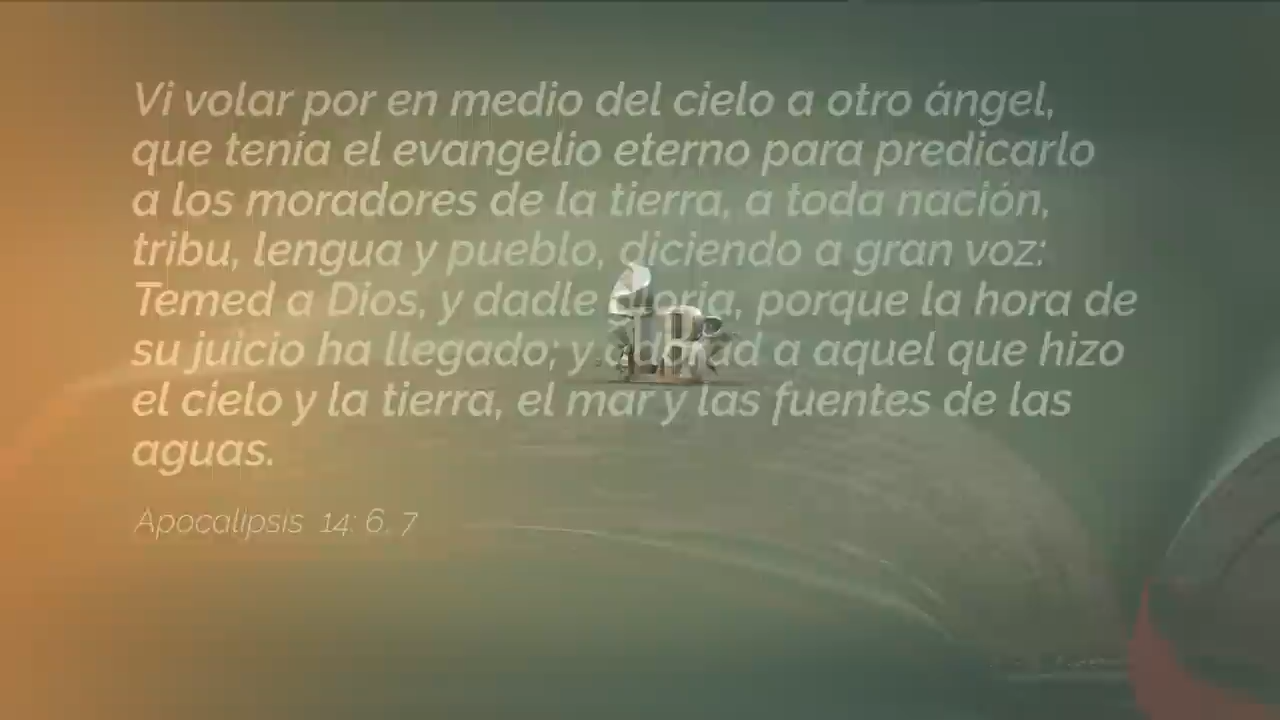 Vi volar por en medio del cielo a otro ángel,
que tenía el evangelio eterno para predicarlo
a los moradores de la tierra, a toda nación,
tribu, lengua y pueblo, diciendo a gran voz:
Temed a Dios, y dadle gloria, porque la hora de
su juicio ha llegado; y adorad a aquel que hizo
el cielo y la tierra, el mar y las fuentes de las
aguas.
Apocalipsis 14: 6, 7